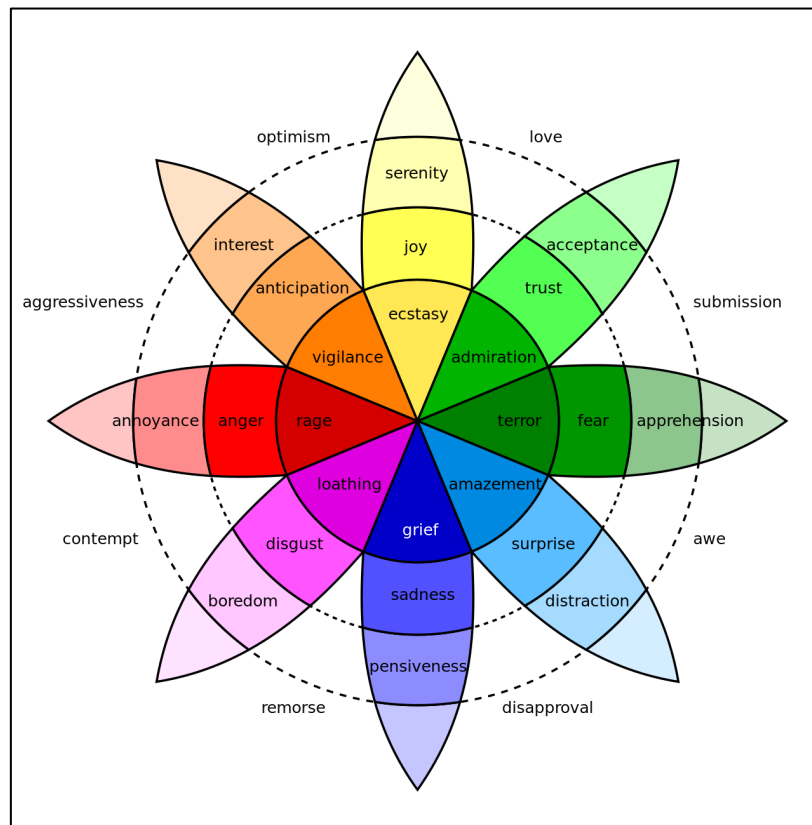 optimism
love
serenity
interest
joy
acceptance
anticipation
trust
aggressiveness
submission
ecstasy
vigilance
admiration
annoyance
anger
rage
terror
fear
apprehension
loathing
amazement
grief
contempt
disgust
surprise
awe
boredom
sadness
distraction
pensiveness
remorse
disapproval